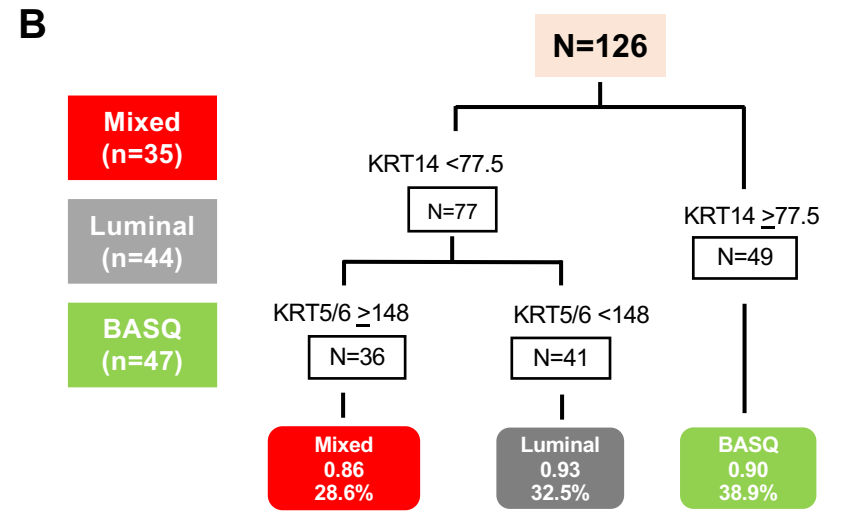 B
N=126
Mixed
(n=35)
Luminal
(n=44)
BASQ
(n=47)
KRT14 <77.5
N=77
KRT14 ≥77.5
N=49
KRT5/6 ≥148
N=36
KRT5/6 <148
N=41
Mixed
0.86
28.6%
Luminal
0.93
32.5%
BASQ
0.90
38.9%